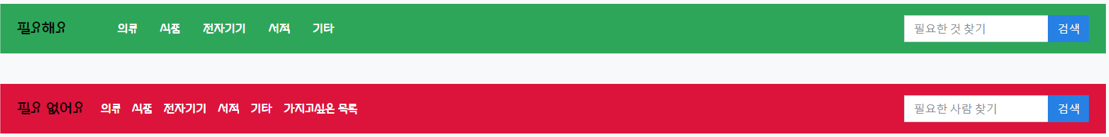 필요해요 의류 식품 전자기기 서적 기타 필요한 것 찾기 검색
필요 없어요 의류 식품 전자기기 서적 기타 가지고싶은 목록 필요한 사람 찾기 검색